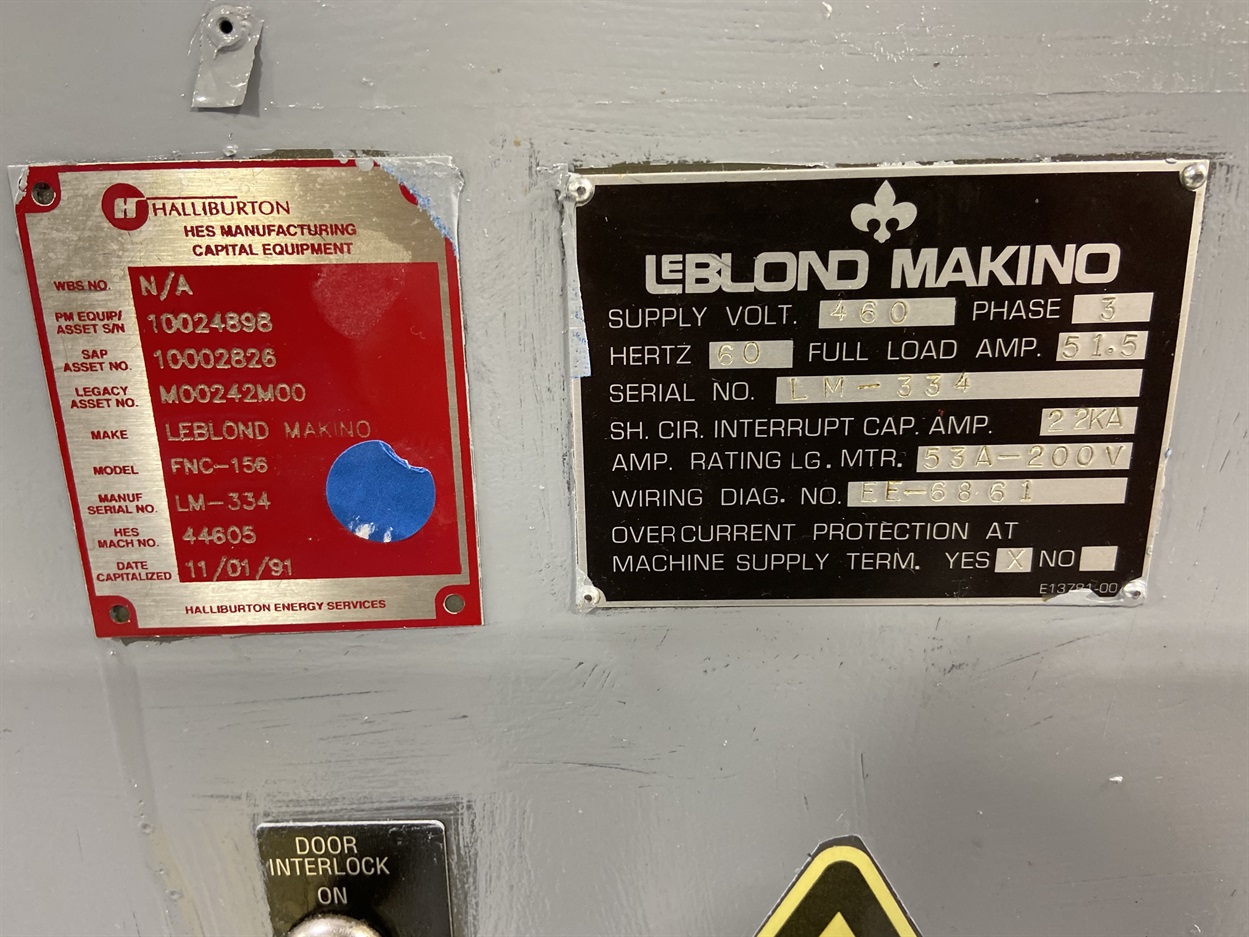 H HALLIBURTON
HES MANUFACTURING
CAPITAL EQUIPMENT
WBS NO. N/A
PM EQUIP/
ASSET S/N 10024898
SAP
ASSET NO. 10002826
LEGACY
ASSET NO. M00242M00
MAKE LEBLOND MAKINO
MODEL FNC-156
MANUF
SERIAL NO. LM-334
HES
MACH NO. 44605
DATE
CAPITALIZED 11/01/91
HALLIBURTON ENERGY SERVICES
LEBLOND MAKINO
SUPPLY VOLT. 460 PHASE 3
HERTZ 60 FULL LOAD AMP. 51.5
SERIAL NO. LM-334
SH. CIR. INTERRUPT CAP. AMP. 22KA
AMP. RATING LG. MTR. 53A-200V
WIRING DIAG. NO. EE-6861
OVERCURRENT PROTECTION AT
MACHINE SUPPLY TERM. YES X NO
E13781-00
DOOR
INTERLOCK
ON